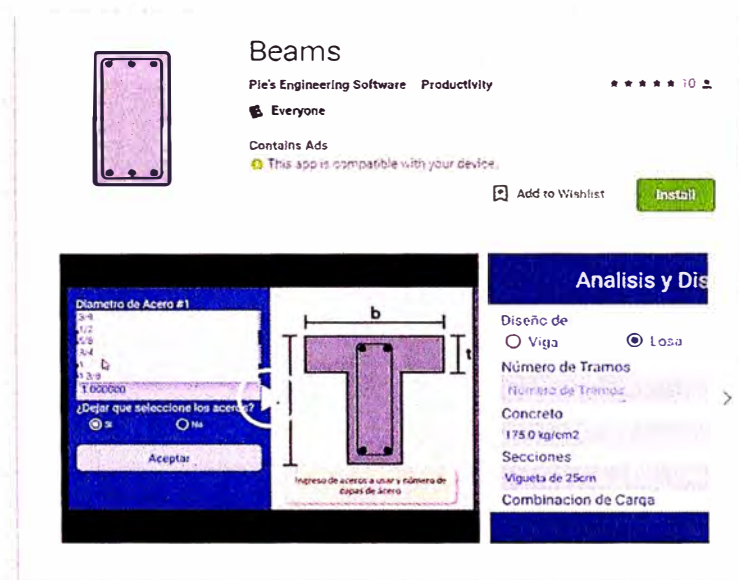 Beams
Pie's Engineering Software Productivity 10
Everyone
Contains Ads
This app is compatible with your device.
Add to Wishlist Install
Diametro de Acero #1
3/8
1/2
5/8
3/4
1
1 3/8
1.000000
¿Dejar que seleccione los aceros?
Si No
Aceptar
b
t
Ingreso de aceros a usar y número de
capas de acero
Analisis y Dis
Diseño de
Viga Losa
Número de Tramos
Número de Tramos
Concreto
175.0 kg/cm2
Secciones
Vigueta de 25cm
Combinacion de Carga